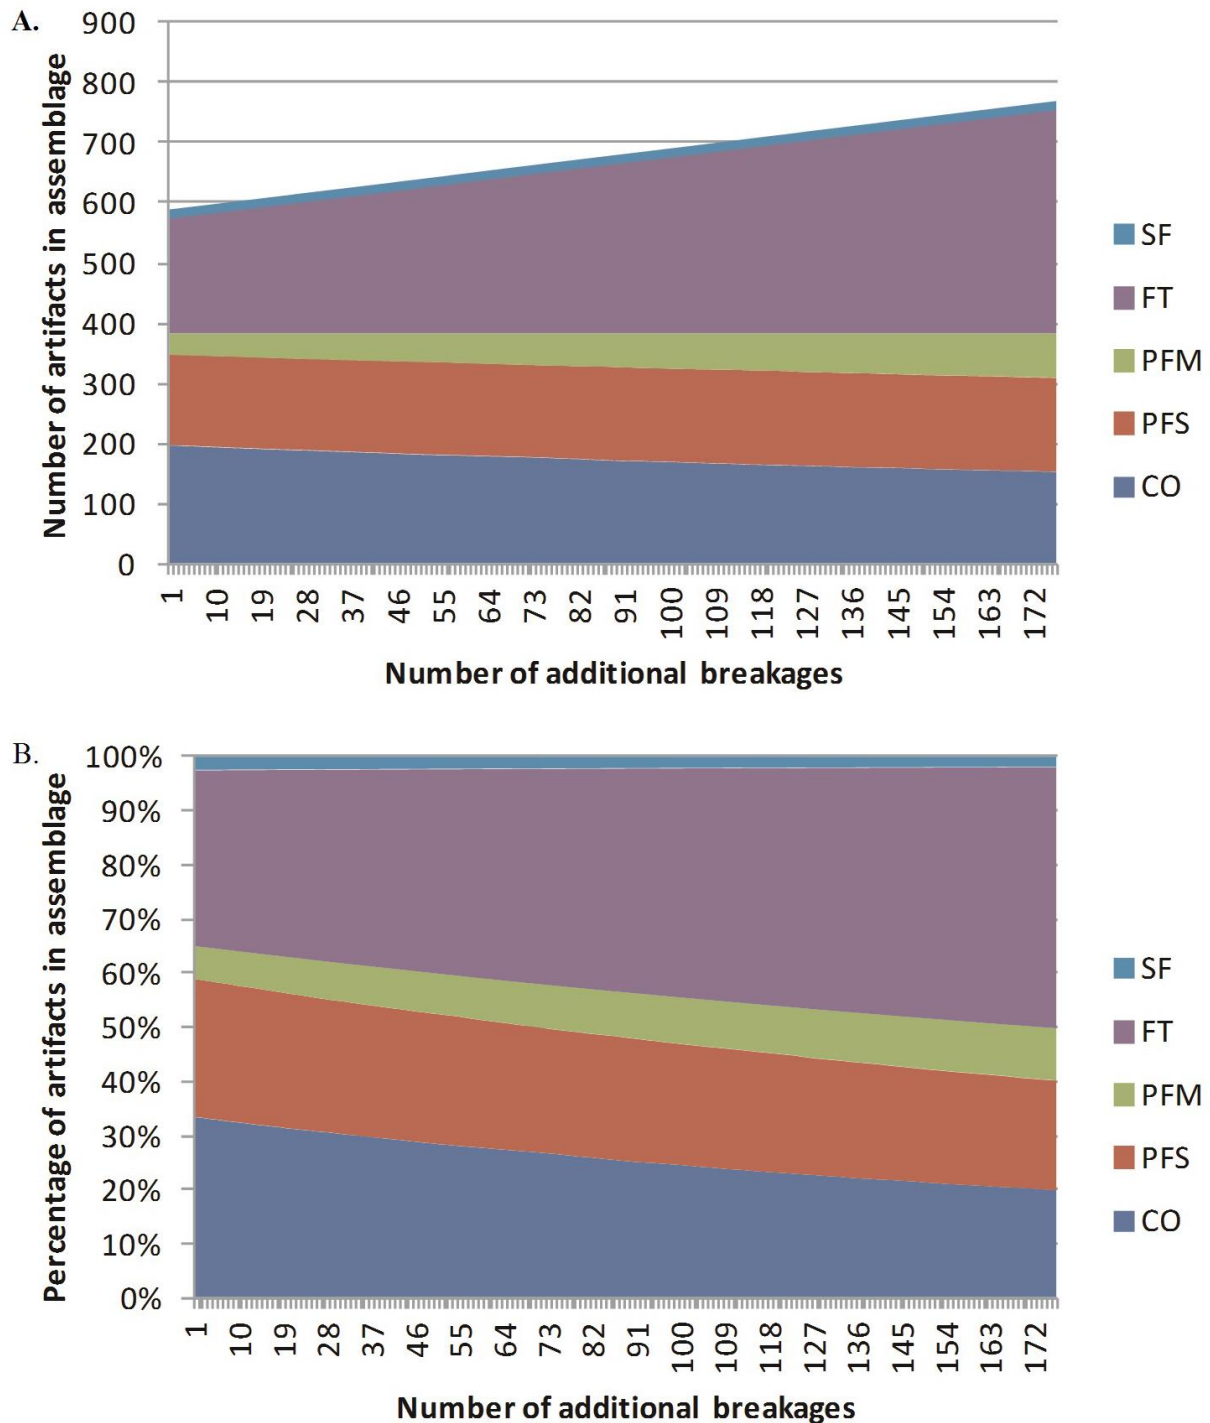 A.
Number of artifacts in assemblage
900
800
700
600
500
400
300
200
100
0
1 10 19 28 37 46 55 64 73 82 91 100 109 118 127 136 145 154 163 172
Number of additional breakages
SF
FT
PFM
PFS
CO
B.
Percentage of artifacts in assemblage
100%
90%
80%
70%
60%
50%
40%
30%
20%
10%
0%
1 10 19 28 37 46 55 64 73 82 91 100 109 118 127 136 145 154 163 172
Number of additional breakages
SF
FT
PFM
PFS
CO